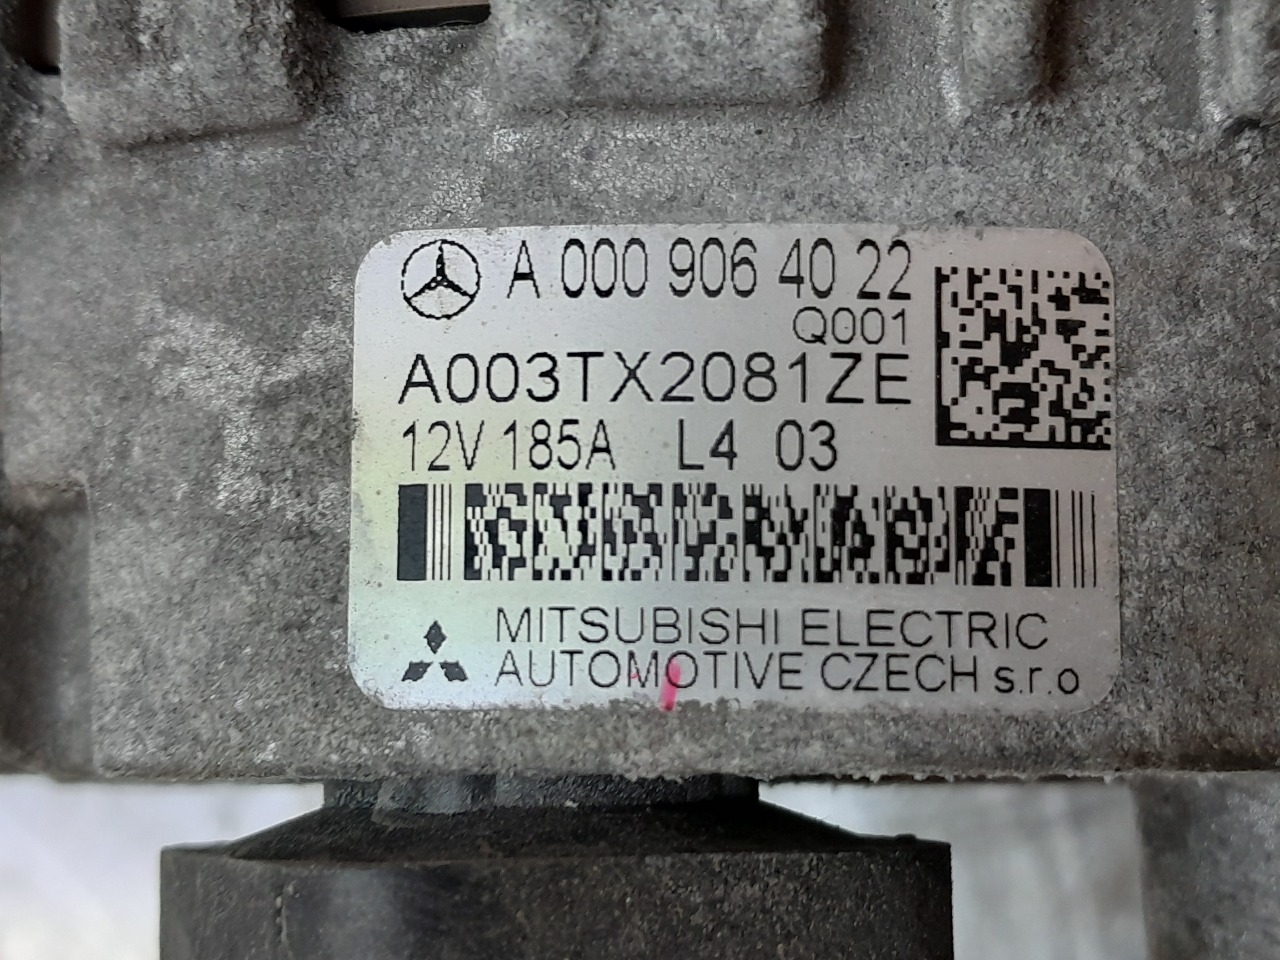 A 000 906 40 22
Q001
A003TX2081ZE
12V 185A L4 03
MITSUBISHI ELECTRIC
AUTOMOTIVE CZECH s.r.o